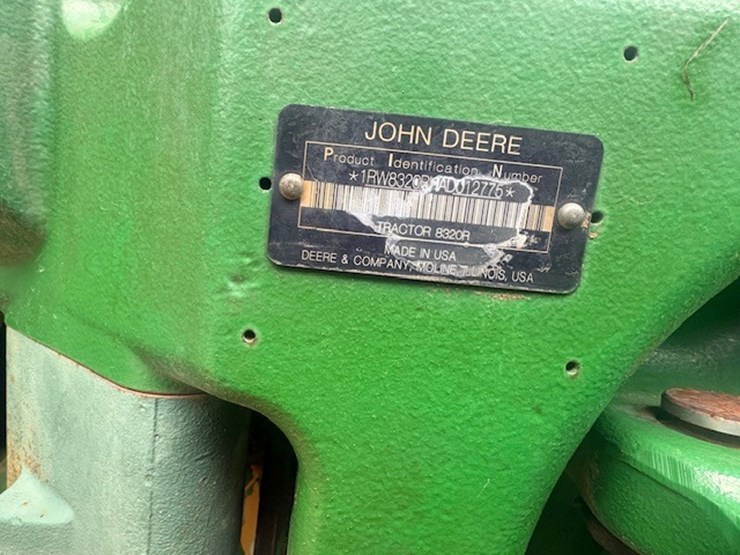 JOHN DEERE
Product Identification Number
*1RW8320RHAD012775*
TRACTOR 8320R
MADE IN USA
DEERE & COMPANY, MOLINE, ILLINOIS, USA